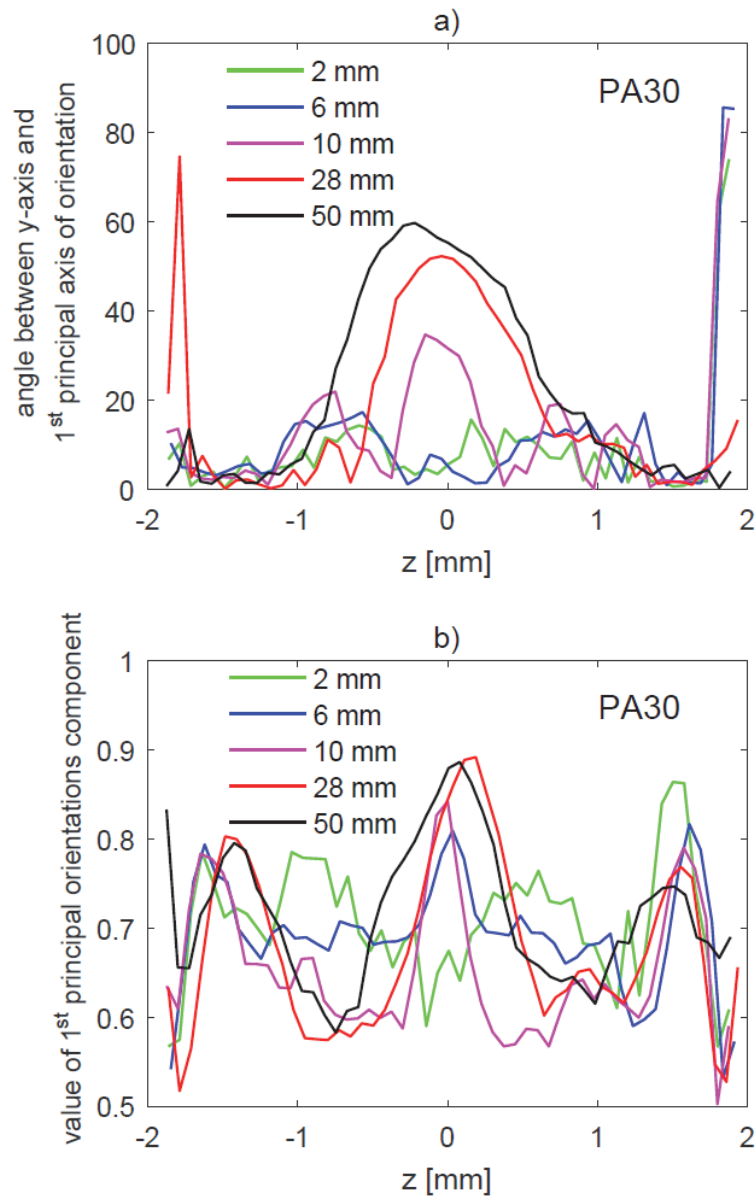 a)
angle between y-axis and
1st principal axis of orientation
100
80
60
40
20
0
2 mm
6 mm
10 mm
28 mm
50 mm
PA30
-2
-1
0
1
2
z [mm]
b)
value of 1st principal orientations component
1
0.9
0.8
0.7
0.6
0.5
2 mm
6 mm
10 mm
28 mm
50 mm
PA30
-2
-1
0
1
2
z [mm]